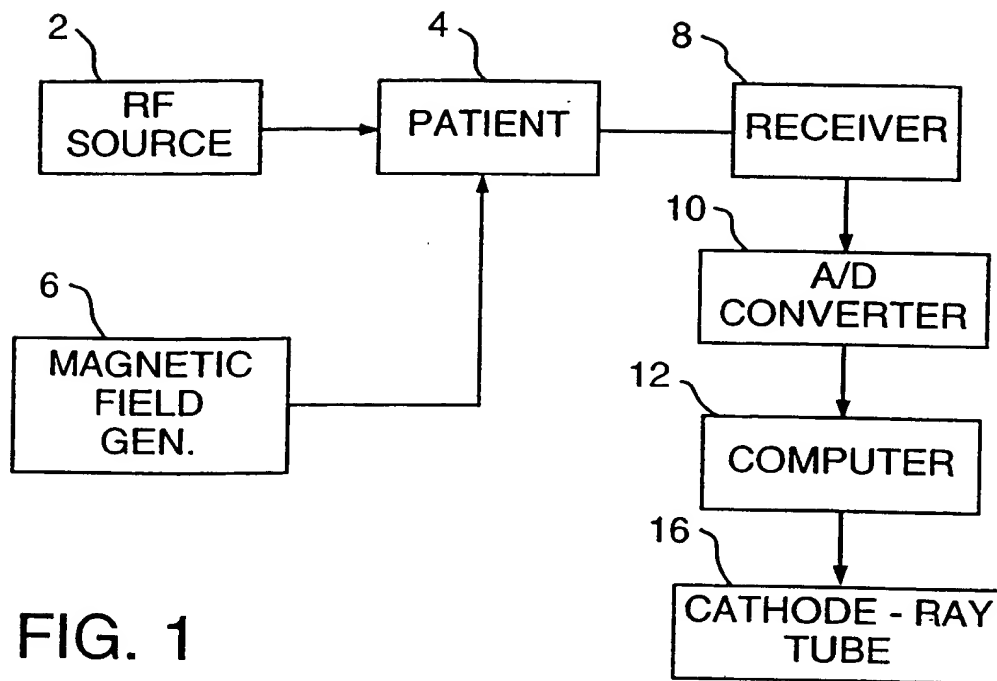 2
RF
SOURCE
4
PATIENT
8
RECEIVER
10
A/D
CONVERTER
6
MAGNETIC
FIELD
GEN.
12
COMPUTER
16
CATHODE - RAY
TUBE
FIG. 1